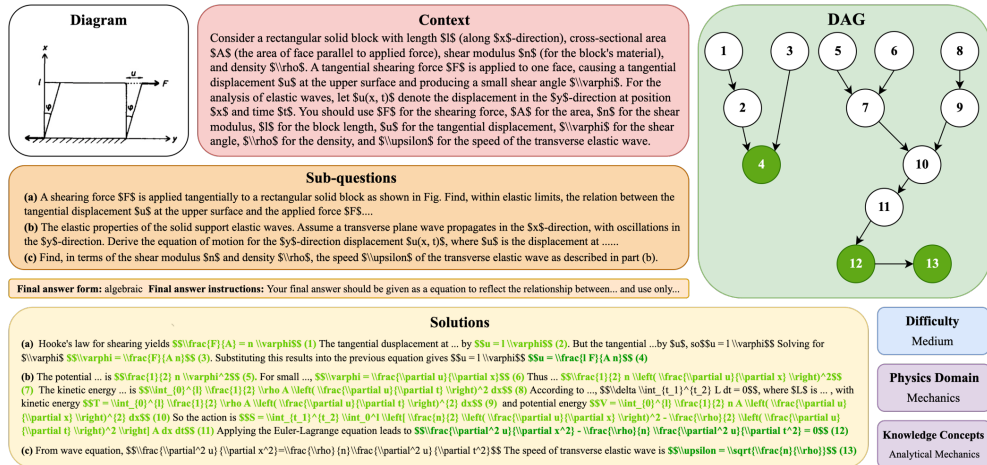 Diagram
x
l
u
F
φ
φ
y
Context
Consider a rectangular solid block with length $l$ (along $x$-direction), cross-sectional area
$A$ (the area of face parallel to applied force), shear modulus $n$ (for the block's material),
and density $\\rho$. A tangential shearing force $F$ is applied to one face, causing a tangential
displacement $u$ at the upper surface and producing a small shear angle $\\varphi$. For the
analysis of elastic waves, let $u(x, t)$ denote the displacement in the $y$-direction at position
$x$ and time $t$. You should use $F$ for the shearing force, $A$ for the area, $n$ for the shear
modulus, $l$ for the block length, $u$ for the tangential displacement, $\\varphi$ for the shear
angle, $\\rho$ for the density, and $\\upsilon$ for the speed of the transverse elastic wave.
DAG
1
3
5
6
8
2
7
9
4
10
11
12
13
Sub-questions
(a) A shearing force $F$ is applied tangentially to a rectangular solid block as shown in Fig. Find, within elastic limits, the relation between the
tangential displacement $u$ at the upper surface and the applied force $F$....
(b) The elastic properties of the solid support elastic waves. Assume a transverse plane wave propagates in the $x$-direction, with oscillations in
the $y$-direction. Derive the equation of motion for the $y$-direction displacement $u(x, t)$, where $u$ is the displacement at ......
(c) Find, in terms of the shear modulus $n$ and density $\\rho$, the speed $\\upsilon$ of the transverse elastic wave as described in part (b).
Final answer form: algebraic Final answer instructions: Your final answer should be given as a equation to reflect the relationship between... and use only...
Solutions
(a) Hooke's law for shearing yields $$\\frac{F}{A} = n \\varphi$$ (1) The tangential duspacement at ... by $$u = l \\varphi$$ (2). But the tangential ...by $u$, so$$u = l \\varphi$$ Solving for
$\\varphi$ $$\\varphi = \\frac{F}{A n}$$ (3). Substituting this results into the previous equation gives $$u = l \\varphi$$ $$u = \\frac{l F}{A n}$$ (4)
(b) The potential ... is $$\frac{1}{2} n \\varphi^2$$ (5). For small ..., $$\\varphi = \\frac{\\partial u}{\\partial x}$$ (6) Thus ... $$\\frac{1}{2} n \\left( \\frac{\\partial u}{\\partial x} \\right)^2$$
(7) The kinetic energy ... is $$\\int_{0}^{l} \\frac{1}{2} \\rho A \\left( \\frac{\\partial u}{\\partial t} \\right)^2 dx$$ (8) According to ..., $$\\delta \\int_{t_1}^{t_2} L dt = 0$$, where $L$ is ... , with
kinetic energy $$T = \\int_{0}^{l} \\frac{1}{2} \\rho A \\left( \\frac{\\partial u}{\\partial t} \\right)^{2} dx$$ (9) and potential energy $$V = \\int_{0}^{l} \\frac{1}{2} n A \\left( \\frac{\\partial u}
{\\partial x} \\right)^{2} dx$$ (10) So the action is $$S = \\int_{t_1}^{t_2} \\int_0^l \\left[ \\frac{n}{2} \\left( \\frac{\\partial u}{\\partial x} \\right)^2 - \\frac{\\rho}{2} \\left( \\frac{\\partial u}
{\\partial t} \\right)^2 \\right] A dx dt$$ (11) Applying the Euler-Lagrange equation leads to $$\\frac{\\partial^2 u}{\\partial x^2} - \\frac{\\rho}{n} \\frac{\\partial^2 u}{\\partial t^2} = 0$$ (12)
(c) From wave equation, $$\\frac{\\partial^2 u}{\\partial x^2}=\\frac{\rho }{n}\\frac{\\partial^2 u}{\\partial t^2}$$ The speed of transverse elastic wave is $$\\upsilon = \\sqrt{\\frac{n}{\\rho}}$$ (13)
Difficulty
Medium
Physics Domain
Mechanics
Knowledge Concepts
Analytical Mechanics